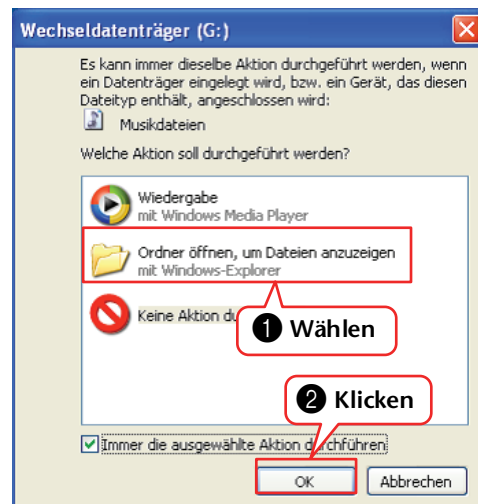 Wechseldatenträger (G:)
Es kann immer dieselbe Aktion durchgeführt werden, wenn
ein Datenträger eingelegt wird, bzw. ein Gerät, das diesen
Dateityp enthält, angeschlossen wird:
Musikdateien
Welche Aktion soll durchgeführt werden?
Wiedergabe
mit Windows Media Player
Ordner öffnen, um Dateien anzuzeigen
mit Windows-Explorer
Keine Aktion du
1 Wählen
2 Klicken
Immer die ausgewählte Aktion durchführen
OK
Abbrechen